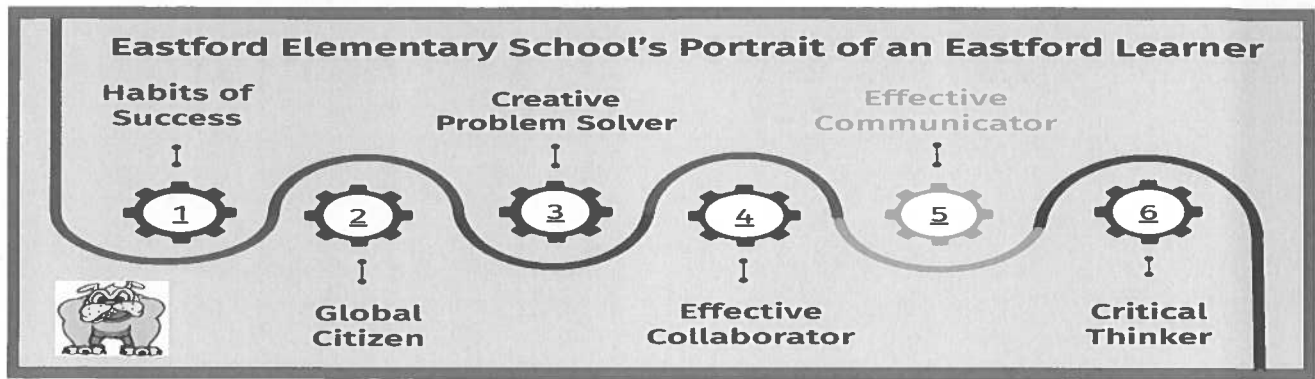 Eastford Elementary School's Portrait of an Eastford Learner
Habits of
Success
1
2
Global
Citizen
Creative
Problem Solver
3
4
Effective
Collaborator
Effective
Communicator
5
6
Critical
Thinker